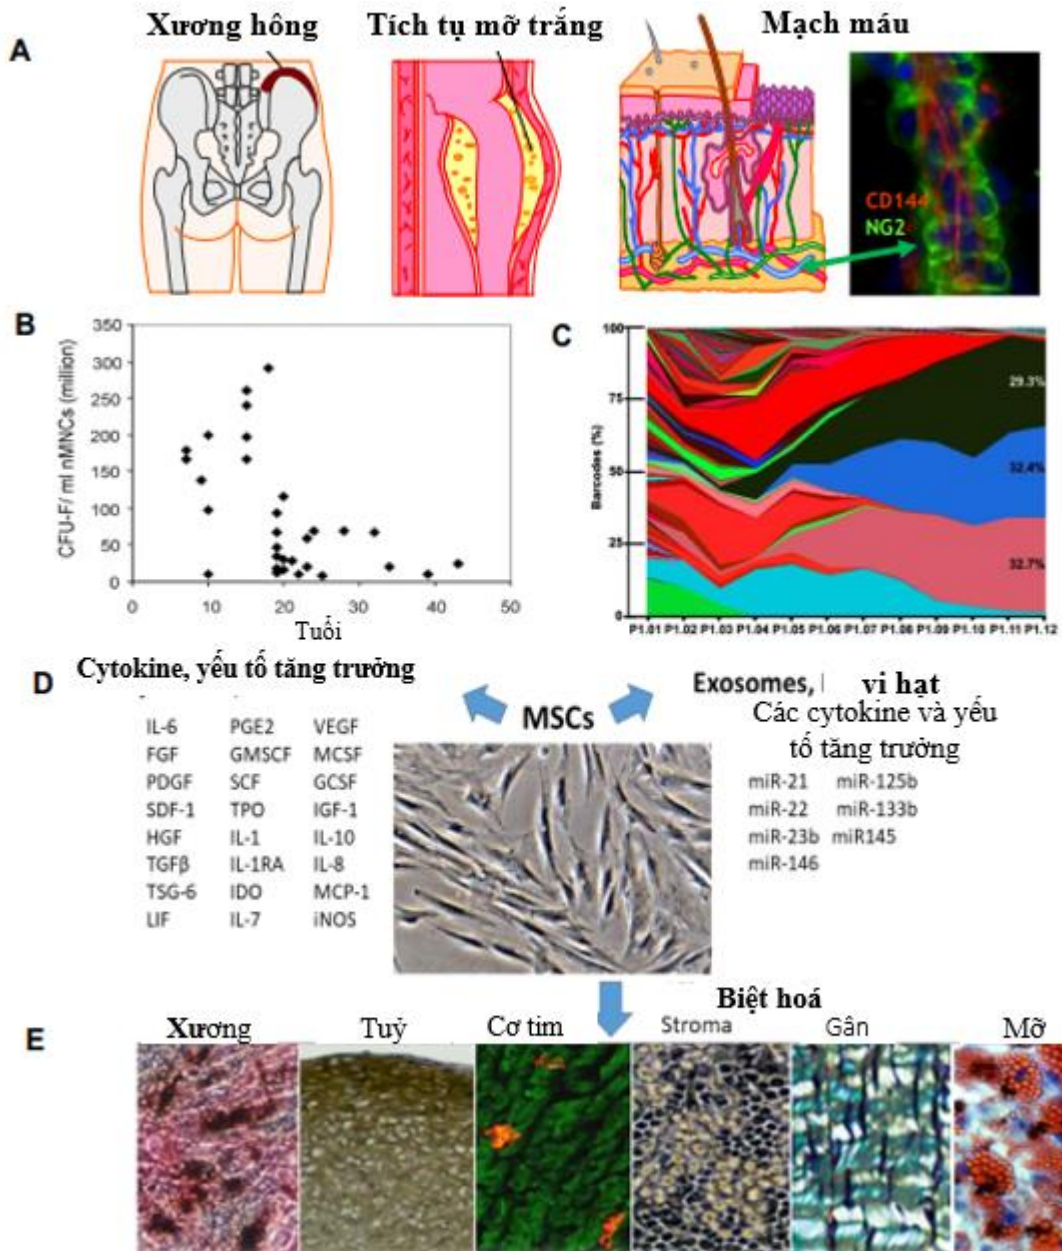 A
Xương hông
Tích tụ mỡ trắng
Mạch máu
CD144
NG2
B
CFU-F/ ml nMNCs (million)
350
300
250
200
150
100
50
0
0 10 20 30 40 50
Tuổi
C
Barcodes (%)
100
75
50
25
0
29.3%
32.4%
32.7%
P1.01 P1.02 P1.03 P1.04 P1.05 P1.06 P1.07 P1.08 P1.09 P1.10 P1.11 P1.12
D
Cytokine, yếu tố tăng trưởng
IL-6 PGE2 VEGF
FGF GMSCF MCSF
PDGF SCF GCSF
SDF-1 TPO IGF-1
HGF IL-1 IL-10
TGFβ IL-1RA IL-8
TSG-6 IDO MCP-1
LIF IL-7 iNOS
MSCs
Exosomes, vi hạt
Các cytokine và yếu
tố tăng trưởng
miR-21 miR-125b
miR-22 miR-133b
miR-23b miR145
miR-146
Biệt hoá
E
Xương Tuỷ Cơ tim Stroma Gân Mỡ